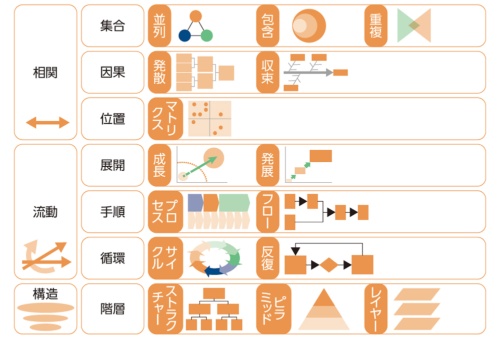 相関
集合
並列
包含
重複
因果
発散
収束
位置
マトリクス
流動
展開
成長
発展
手順
プロセス
フロー
循環
サイクル
反復
構造
階層
ストラクチャー
ピラミッド
レイヤー